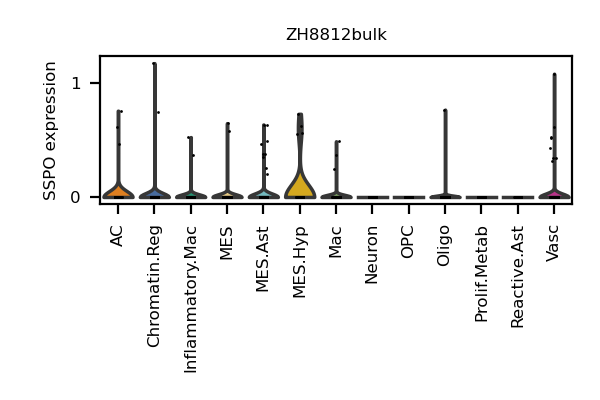 ZH8812bulk
SSPO expression
1
0
AC
Chromatin.Reg
Inflammatory.Mac
MES
MES.Ast
MES.Hyp
Mac
Neuron
OPC
Oligo
Prolif.Metab
Reactive.Ast
Vasc